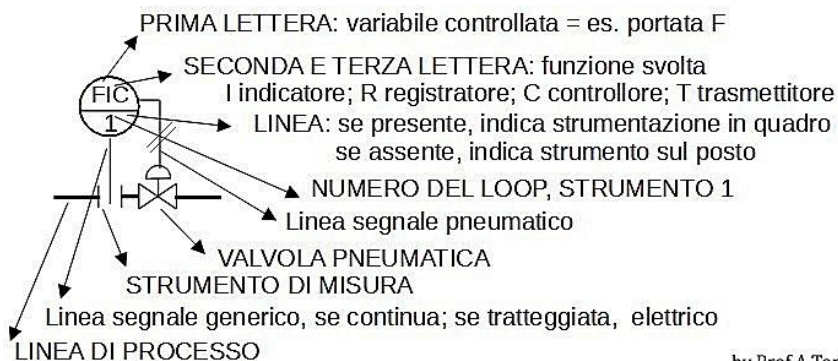 PRIMA LETTERA: variabile controllata = es. portata F
SECONDA E TERZA LETTERA: funzione svolta
FIC
I indicatore; R registratore; C controllore; T trasmettitore
1
LINEA: se presente, indica strumentazione in quadro
se assente, indica strumento sul posto
NUMERO DEL LOOP, STRUMENTO 1
Linea segnale pneumatico
VALVOLA PNEUMATICA
STRUMENTO DI MISURA
Linea segnale generico, se continua; se tratteggiata, elettrico
LINEA DI PROCESSO